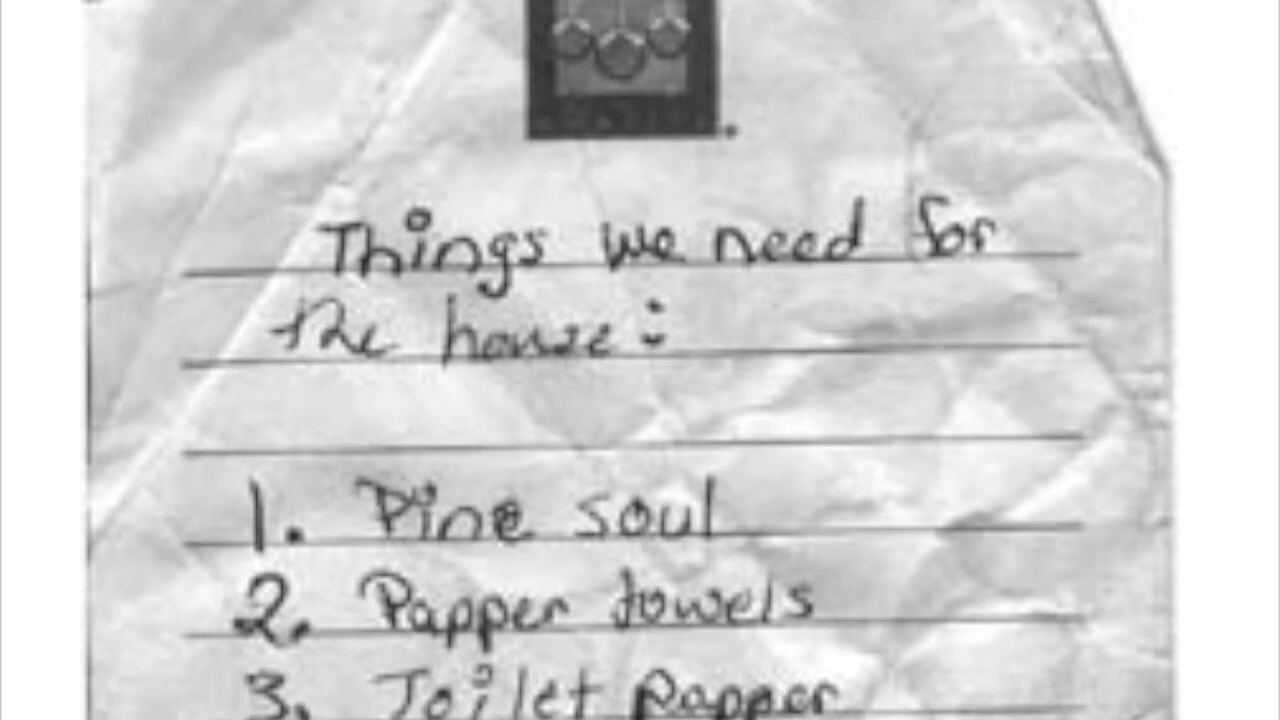 Things we need for
the house:
1. Pine soul
2. Papper towels
3. Toilet papper